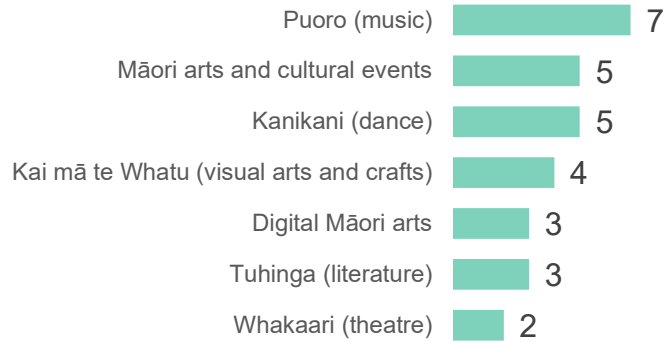 Puoro (music) 7
Māori arts and cultural events 5
Kanikani (dance) 5
Kai mā te Whatu (visual arts and crafts) 4
Digital Māori arts 3
Tuhinga (literature) 3
Whakaari (theatre) 2